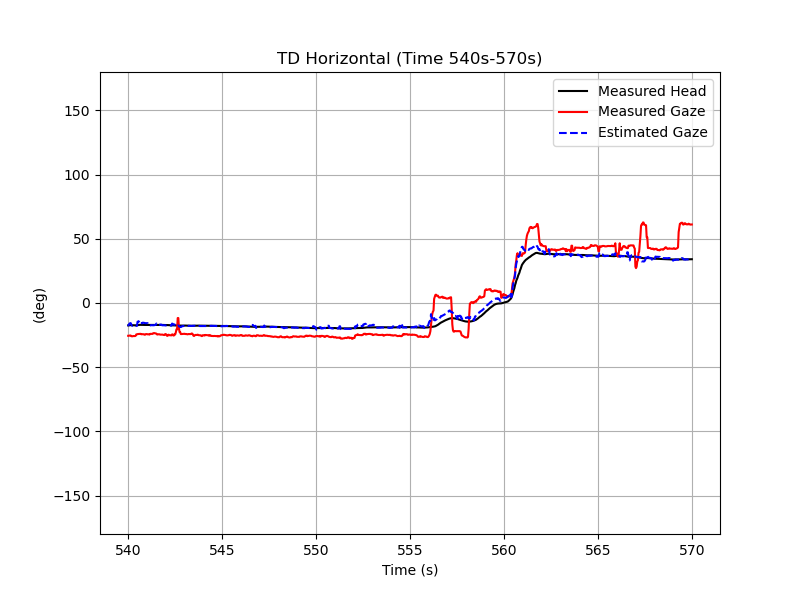 TD Horizontal (Time 540s-570s)
Measured Head
Measured Gaze
Estimated Gaze
150
100
50
0
−50
−100
−150
(deg)
540 545 550 555 560 565 570
Time (s)